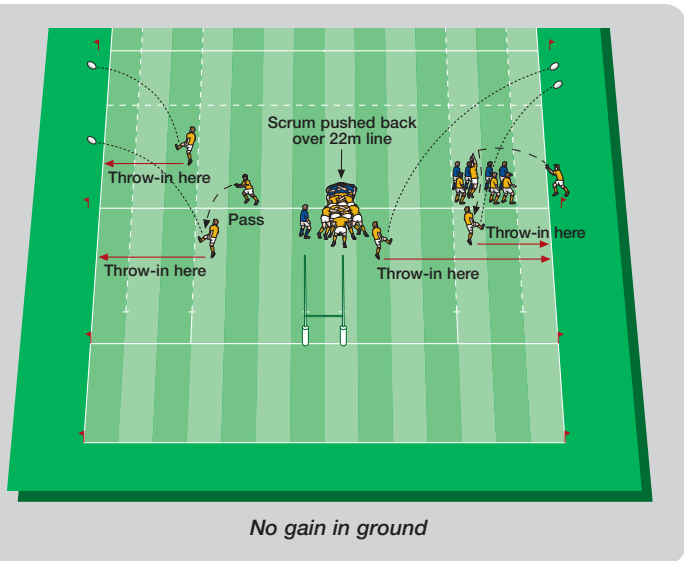 Scrum pushed back
over 22m line
Throw-in here
Pass
Throw-in here
Throw-in here
Throw-in here
No gain in ground